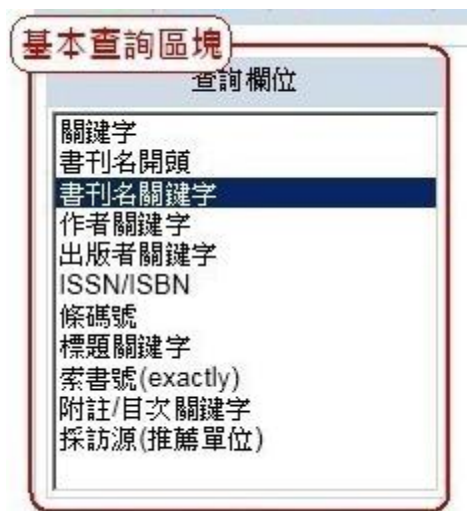 基本查詢區塊
查詢欄位
關鍵字
書刊名開頭
書刊名關鍵字
作者關鍵字
出版者關鍵字
ISSN/ISBN
條碼號
標題關鍵字
索書號(exactly)
附註/目次關鍵字
採訪源(推薦單位)